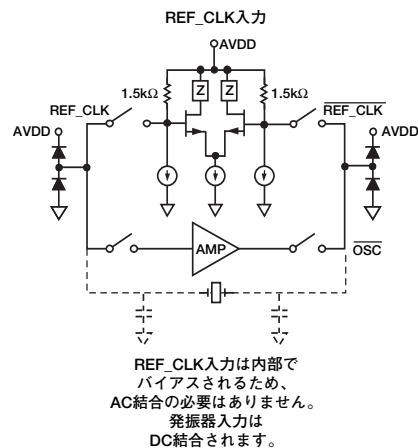 REF_CLK入力
AVDD
Z
Z
1.5kΩ
1.5kΩ
REF_CLK
REF_CLK
AVDD
AVDD
AMP
OSC
REF_CLK入力は内部で
バイアスされるため、
AC結合の必要はありません。
発振器入力は
DC結合されます。